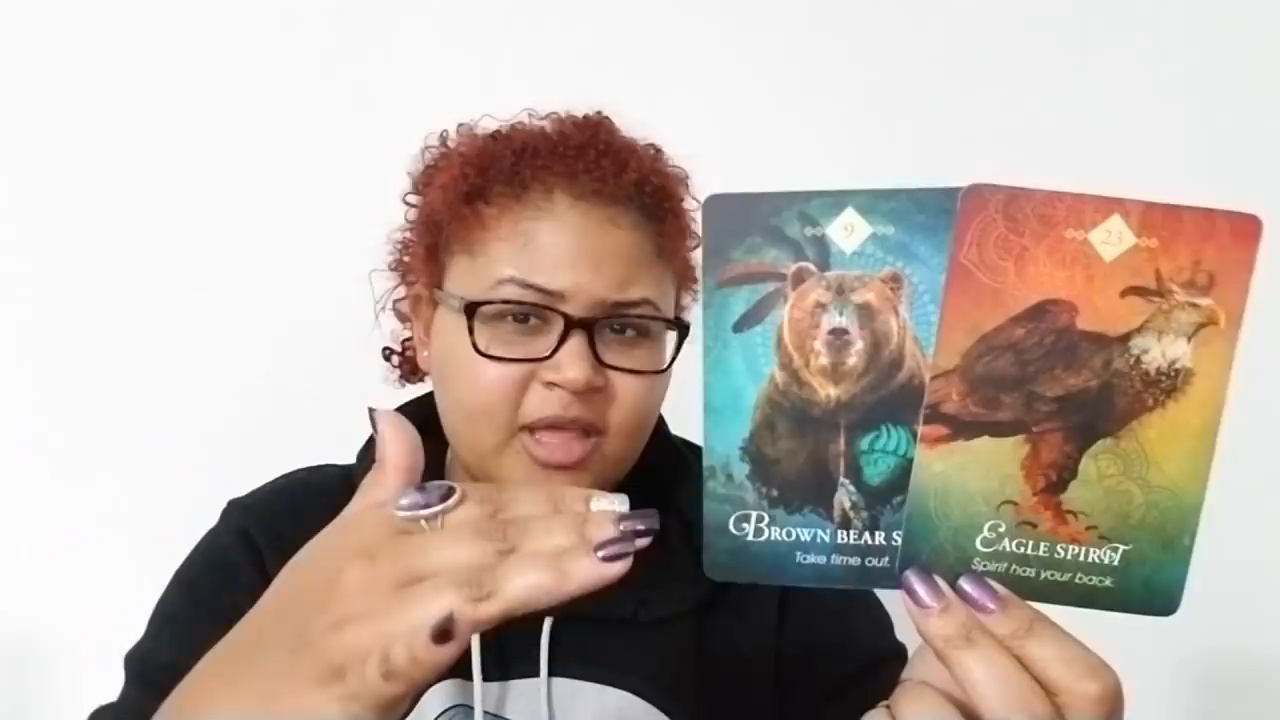 9
BROWN BEAR S
Take time out.
23
EAGLE SPIRIT
Spirit has your back.